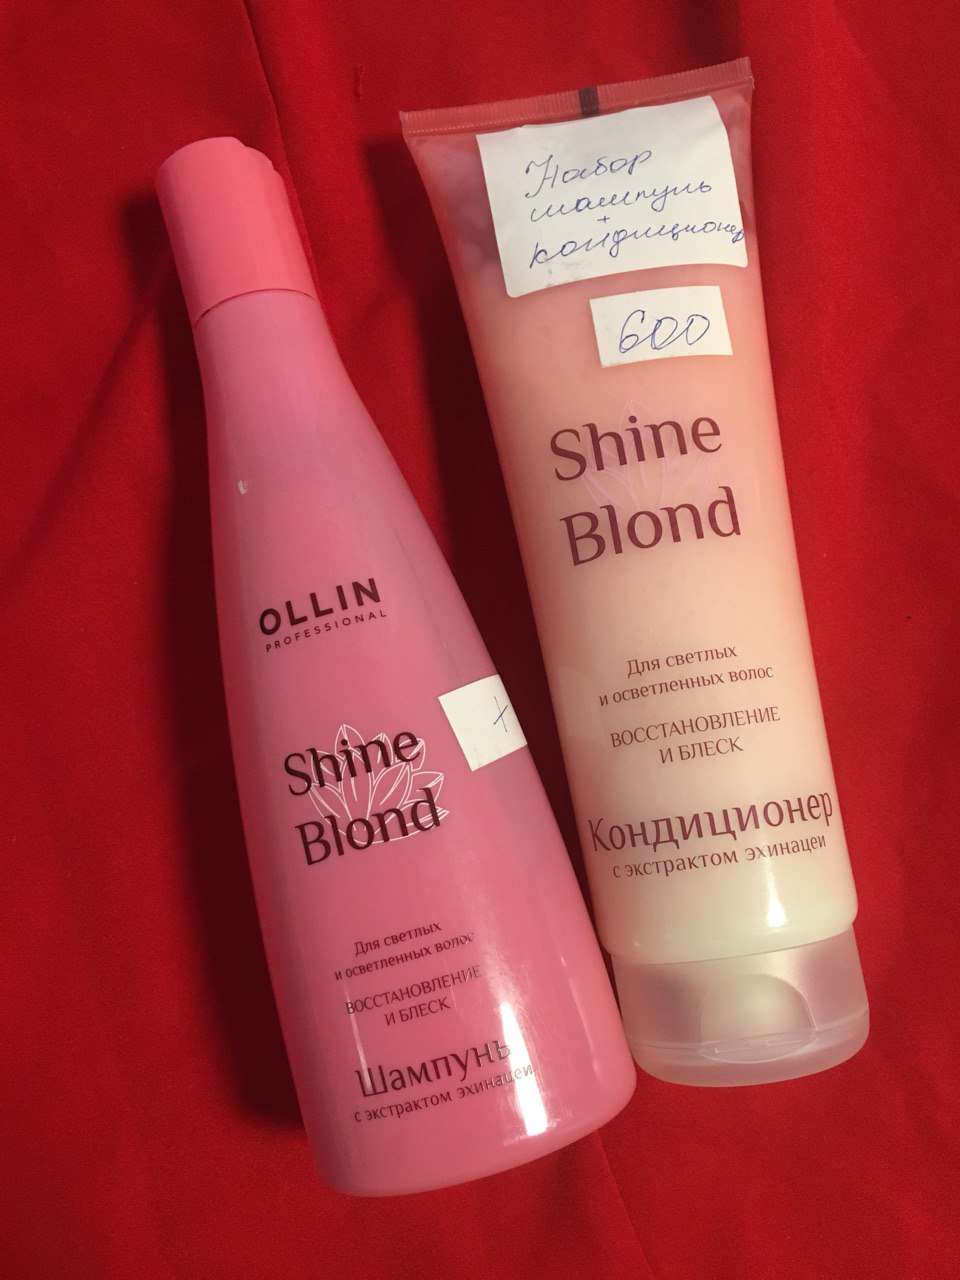 OLLIN
PROFESSIONAL
Shine
Blond
Для светлых
и осветленных волос
ВОССТАНОВЛЕНИЕ
И БЛЕСК
Шампунь
с экстрактом эхинацеи
+
Набор
шампунь
+
кондиционер
600
Shine
Blond
Для светлых
и осветленных волос
ВОССТАНОВЛЕНИЕ
И БЛЕСК
Кондиционер
с экстрактом эхинацеи